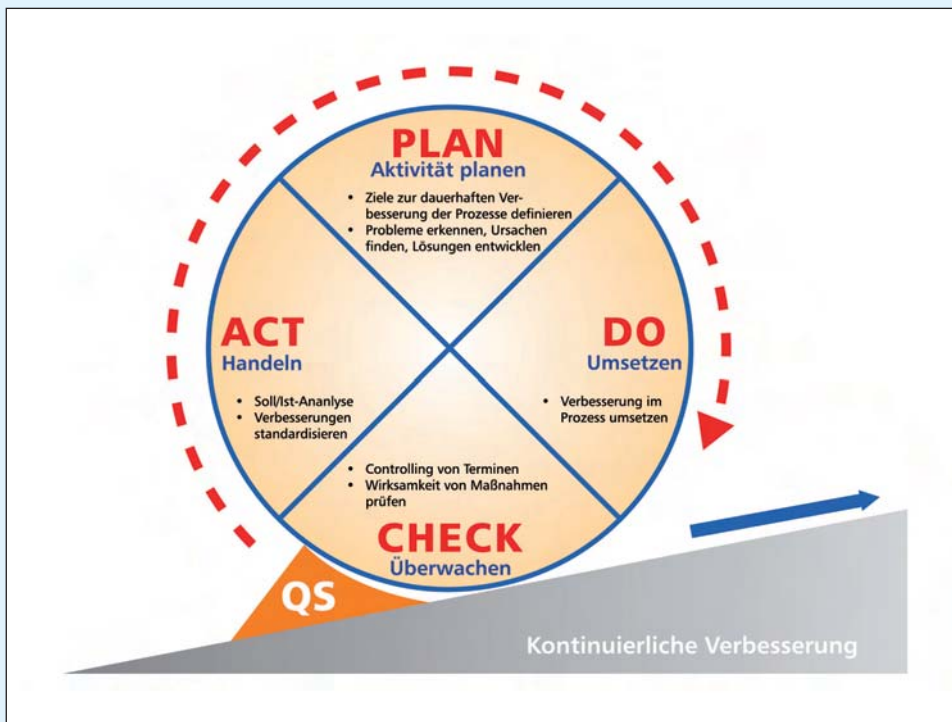 PLAN
Aktivität planen
• Ziele zur dauerhaften Ver-
besserung der Prozesse definieren
• Probleme erkennen, Ursachen
finden, Lösungen entwicklen
DO
Umsetzen
• Verbesserung im
Prozess umsetzen
CHECK
Überwachen
• Controlling von Terminen
• Wirksamkeit von Maßnahmen
prüfen
ACT
Handeln
• Soll/Ist-Ananlyse
• Verbesserungen
standardisieren
QS
Kontinuierliche Verbesserung